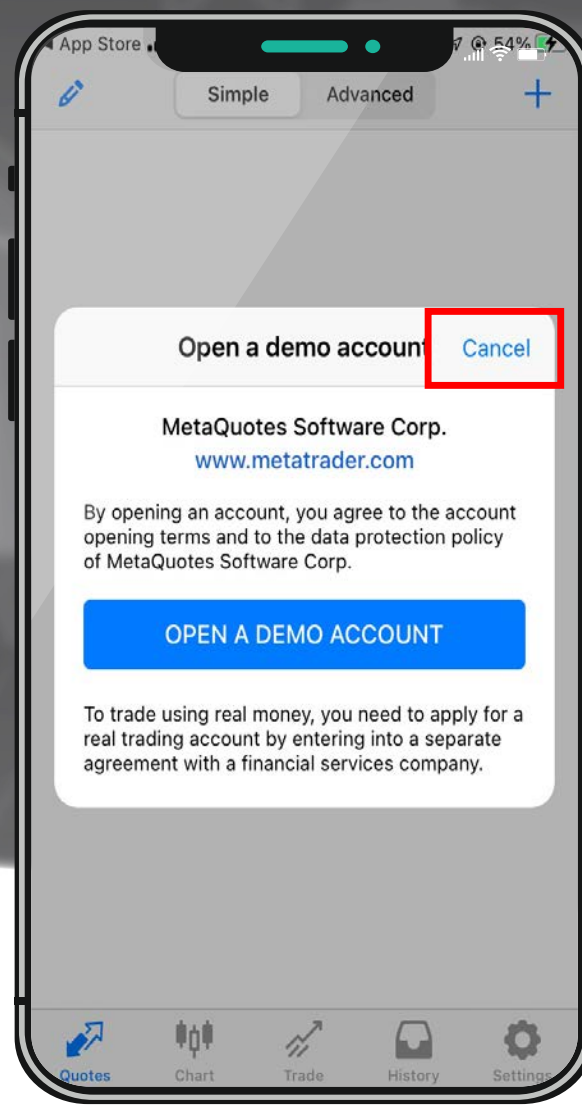 App Store
54%
Simple Advanced
Open a demo account Cancel
MetaQuotes Software Corp.
www.metatrader.com
By opening an account, you agree to the account
opening terms and to the data protection policy
of MetaQuotes Software Corp.
OPEN A DEMO ACCOUNT
To trade using real money, you need to apply for a
real trading account by entering into a separate
agreement with a financial services company.
Quotes Chart Trade History Settings